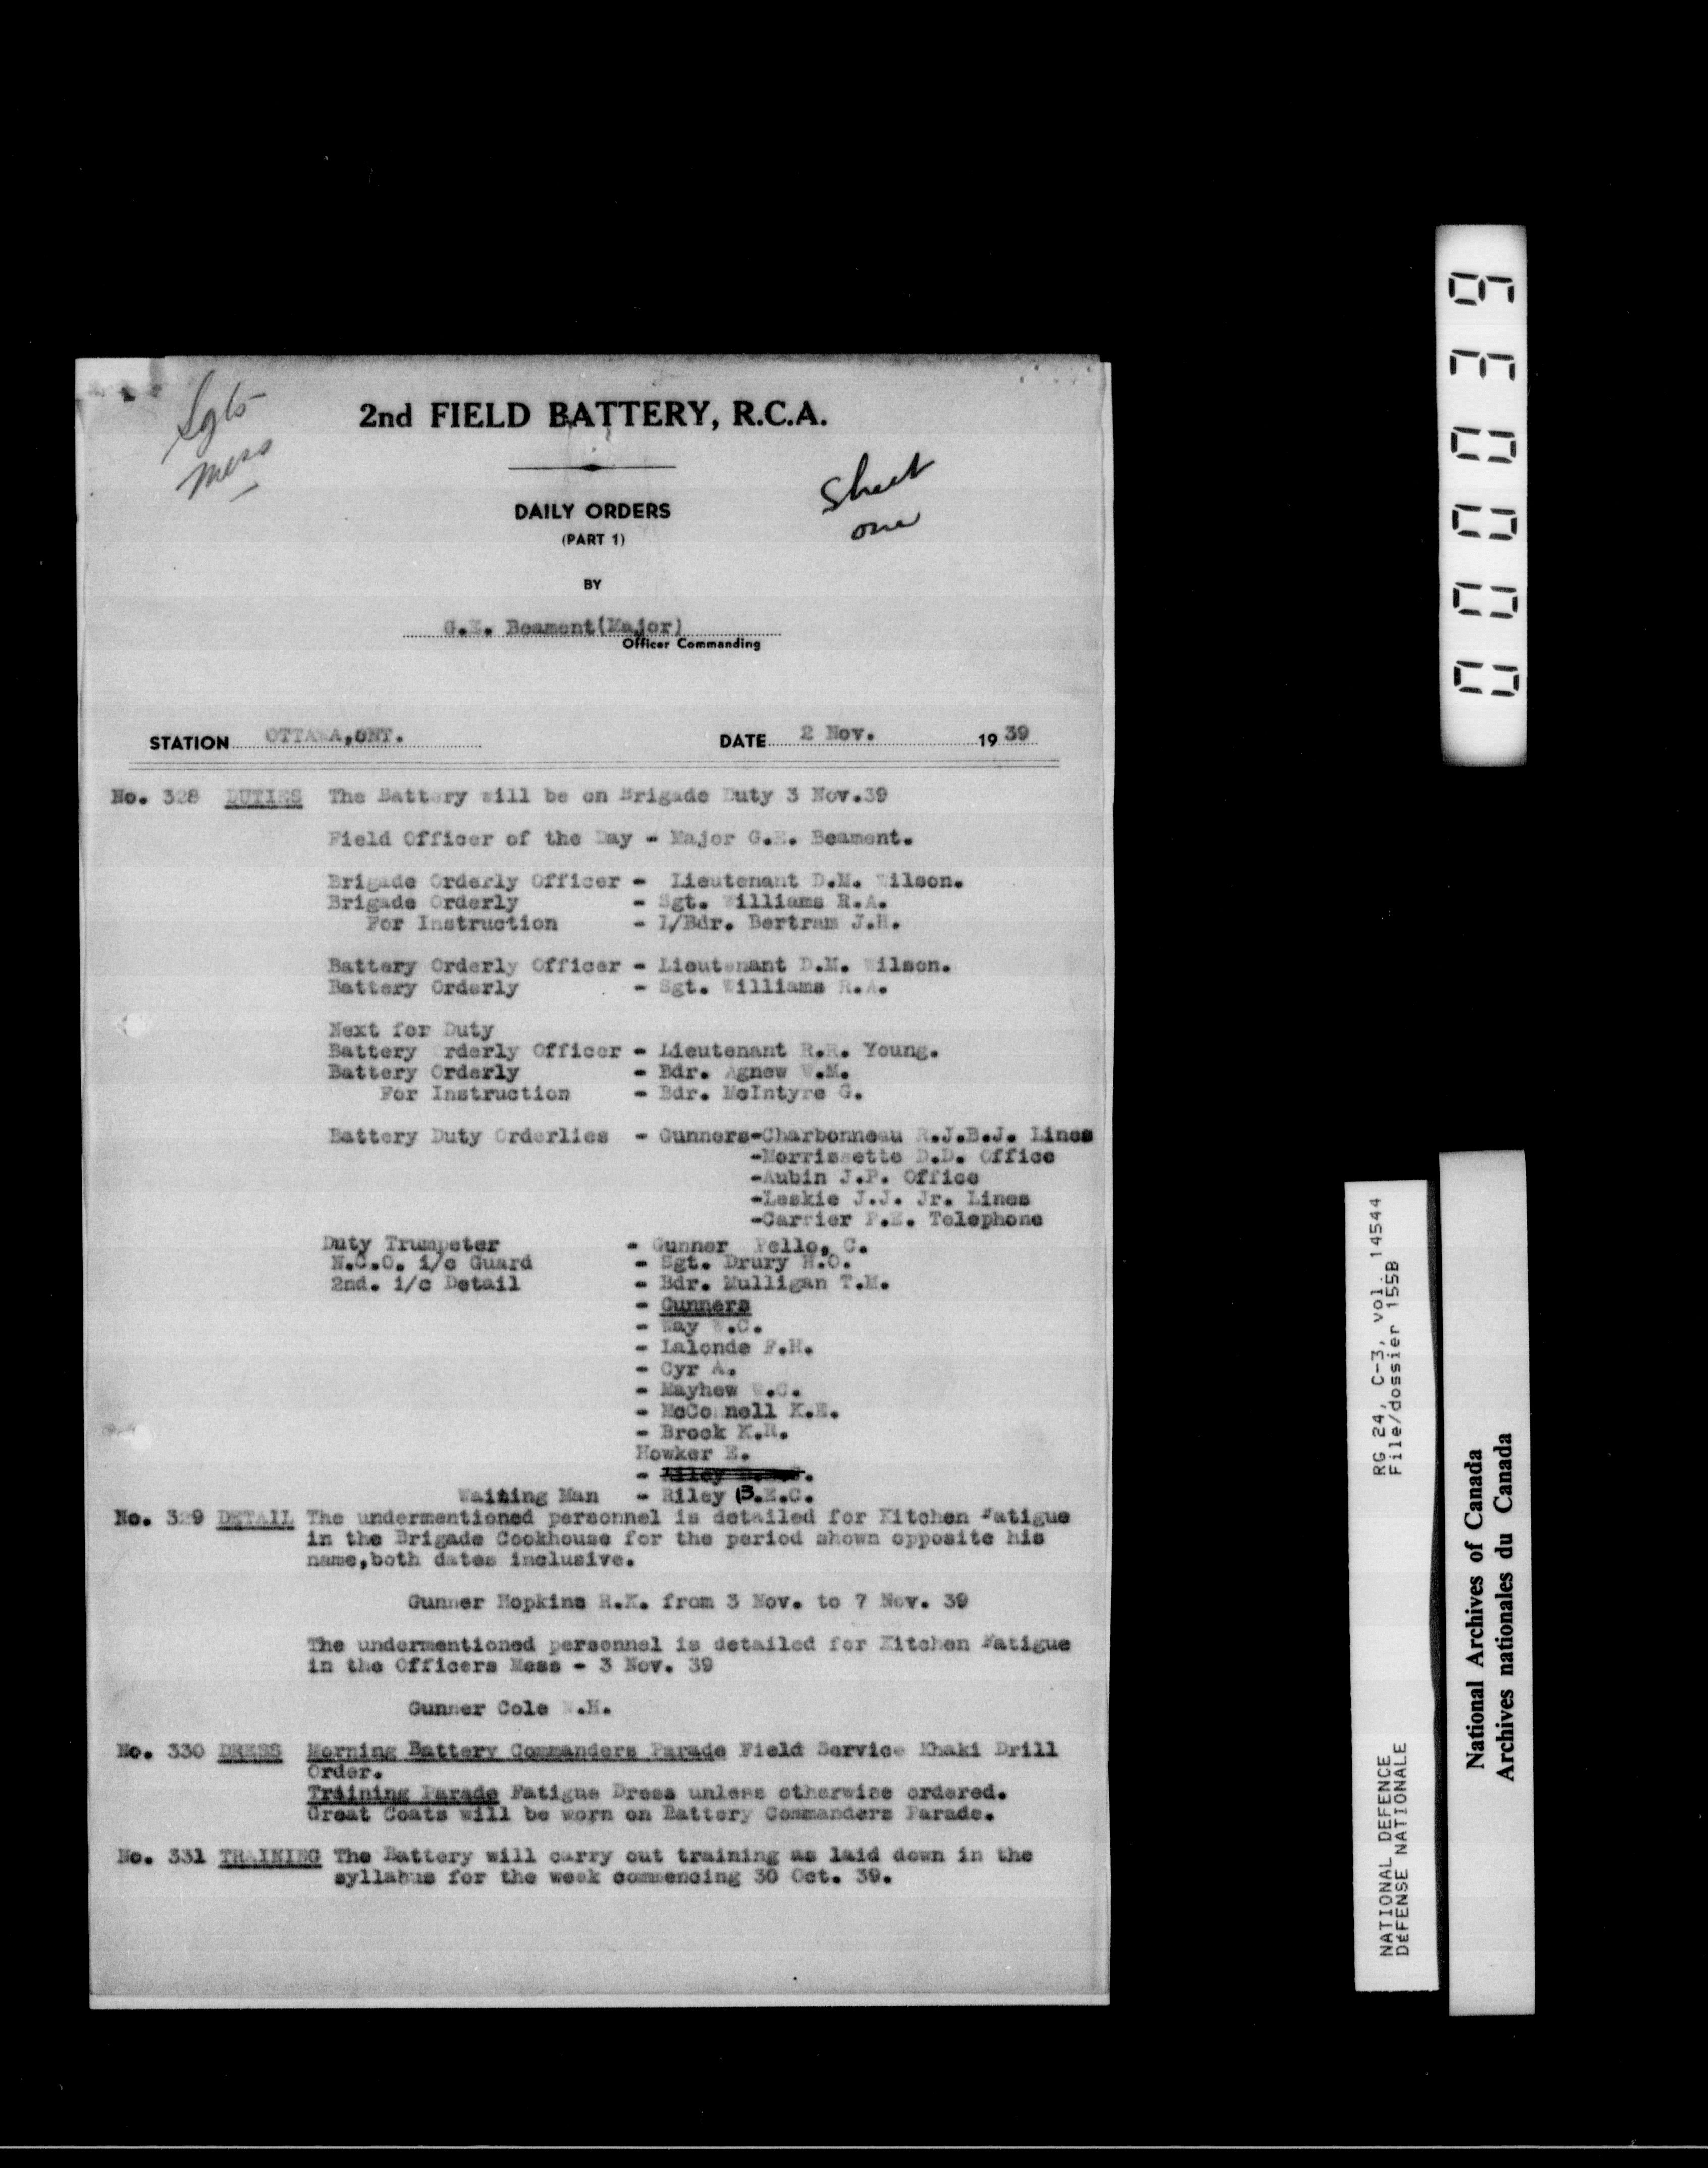 Sgts
Mess
2nd FIELD BATTERY, R.C.A.
Sheet
one
DAILY ORDERS
(PART 1)
BY
G.E. Beament(Major)
Officer Commanding
STATION OTTAWA,ONT. DATE 2 Nov. 1939
No. 328 DUTIES The Battery will be on Brigade Duty 3 Nov.39
Field Officer of the Day - Major G.E. Beament.
Brigade Orderly Officer - Lieutenant D.M. Wilson.
Brigade Orderly - Sgt. Williams R.A.
For Instruction - L/Bdr. Bertram J.H.
Battery Orderly Officer - Lieutenant D.M. Wilson.
Battery Orderly - Sgt. Williams R.A.
Next for Duty
Battery Orderly Officer - Lieutenant R.R. Young.
Battery Orderly - Bdr. Agnew W.M.
For Instruction - Bdr. McIntyre G.
Battery Duty Orderlies - Gunners-Charbonneau R.J.B.J. Lines
-Morrissette D.D. Office
-Aubin J.P. Office
-Leskie J.J. Jr. Lines
-Carrier P.E. Telephone
Duty Trumpeter - Gunner Pello, C.
N.C.O. i/c Guard - Sgt. Drury H.O.
2nd. i/c Detail - Bdr. Mulligan T.M.
- Gunners
- Way W.C.
- Lalonde F.H.
- Cyr A.
- Mayhew W.C.
- McConnell K.E.
- Brook K.R.
Howker E.
- Riley
Waiting Man - Riley B.E.C.
No. 329 DETAIL The undermentioned personnel is detailed for Kitchen Fatigue
in the Brigade Cookhouse for the period shown opposite his
name,both dates inclusive.
Gunner Hopkins R.K. from 3 Nov. to 7 Nov. 39
The undermentioned personnel is detailed for Kitchen Fatigue
in the Officers Mess - 3 Nov. 39
Gunner Cole W.H.
No. 330 DRESS Morning Battery Commanders Parade Field Service Khaki Drill
Order.
Training Parade Fatigue Dress unless otherwise ordered.
Great Coats will be worn on Battery Commanders Parade.
No. 331 TRAINING The Battery will carry out training as laid down in the
syllabus for the week commencing 30 Oct. 39.
000039
NATIONAL DEFENCE RG 24, C-3, vol. 14544
DÉFENSE NATIONALE File/dossier 155B
National Archives of Canada
Archives nationales du Canada